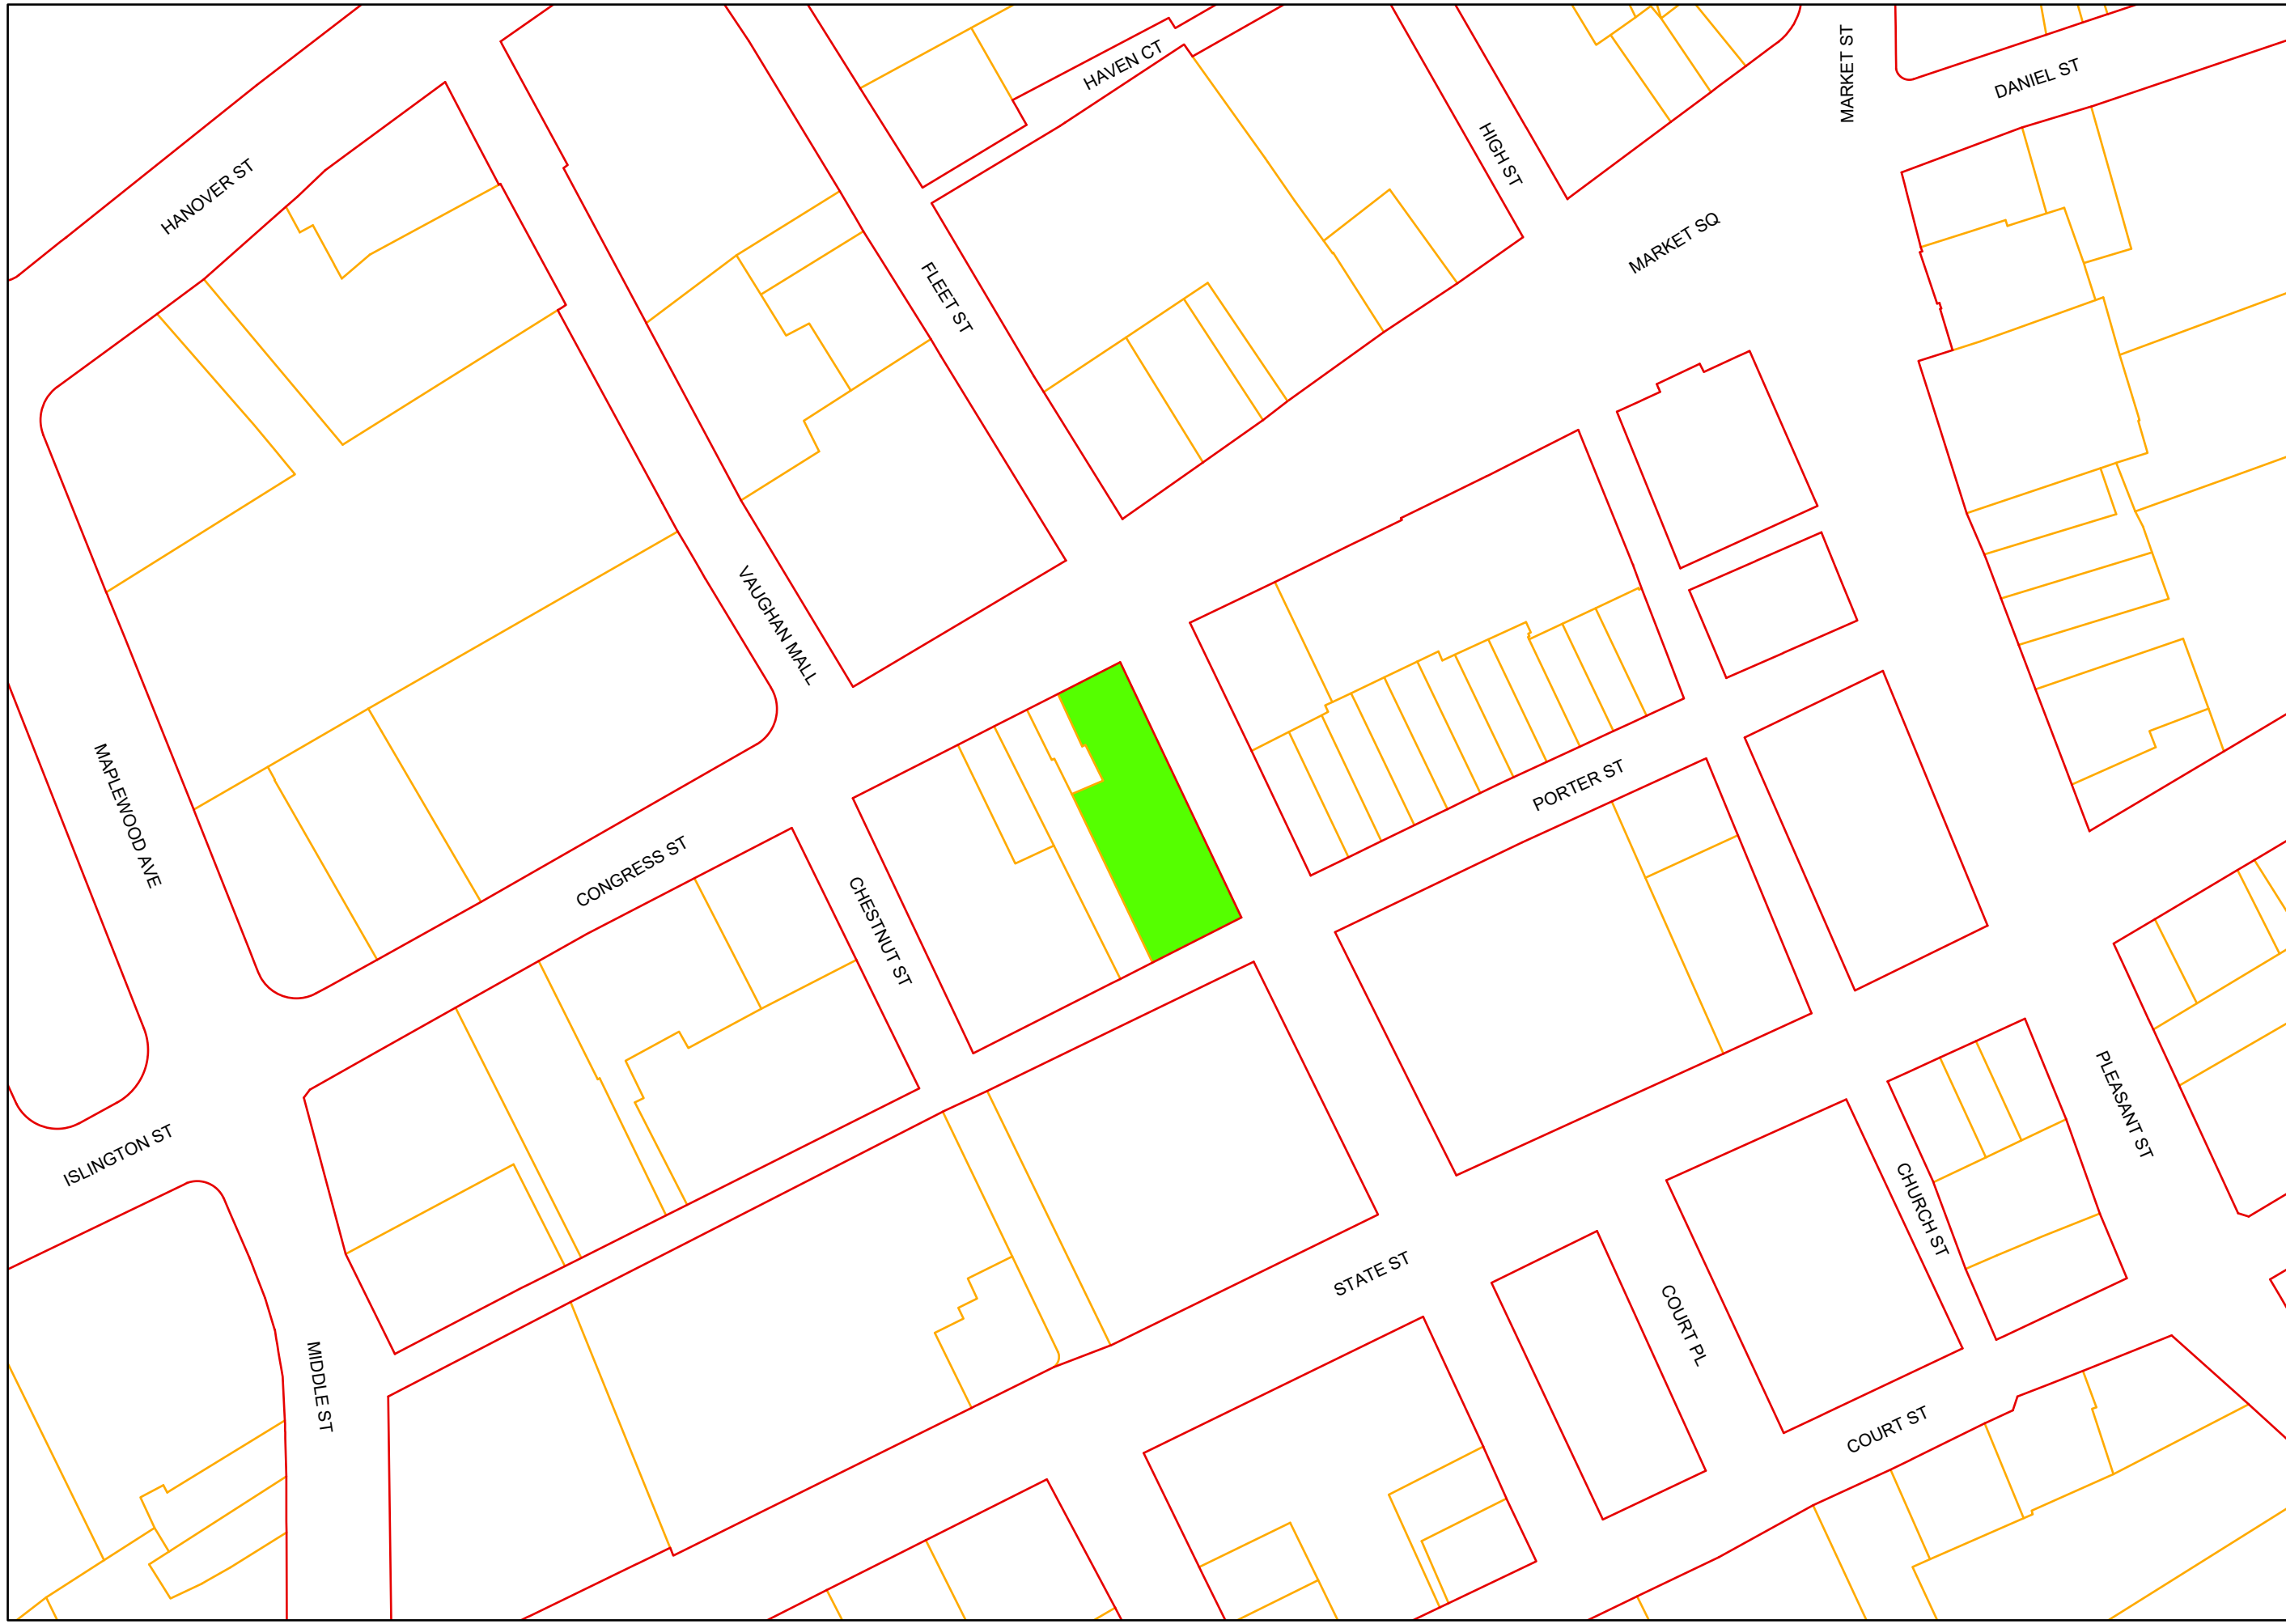 MARKET ST
DANIEL ST
HAVEN CT
HIGH ST
HANOVER ST
MARKET SQ
FLEET ST
VAUGHAN MALL
MAPLEWOOD AVE
PORTER ST
CONGRESS ST
CHESTNUT ST
PLEASANT ST
ISLINGTON ST
CHURCH ST
STATE ST
COURT PL
MIDDLE ST
COURT ST